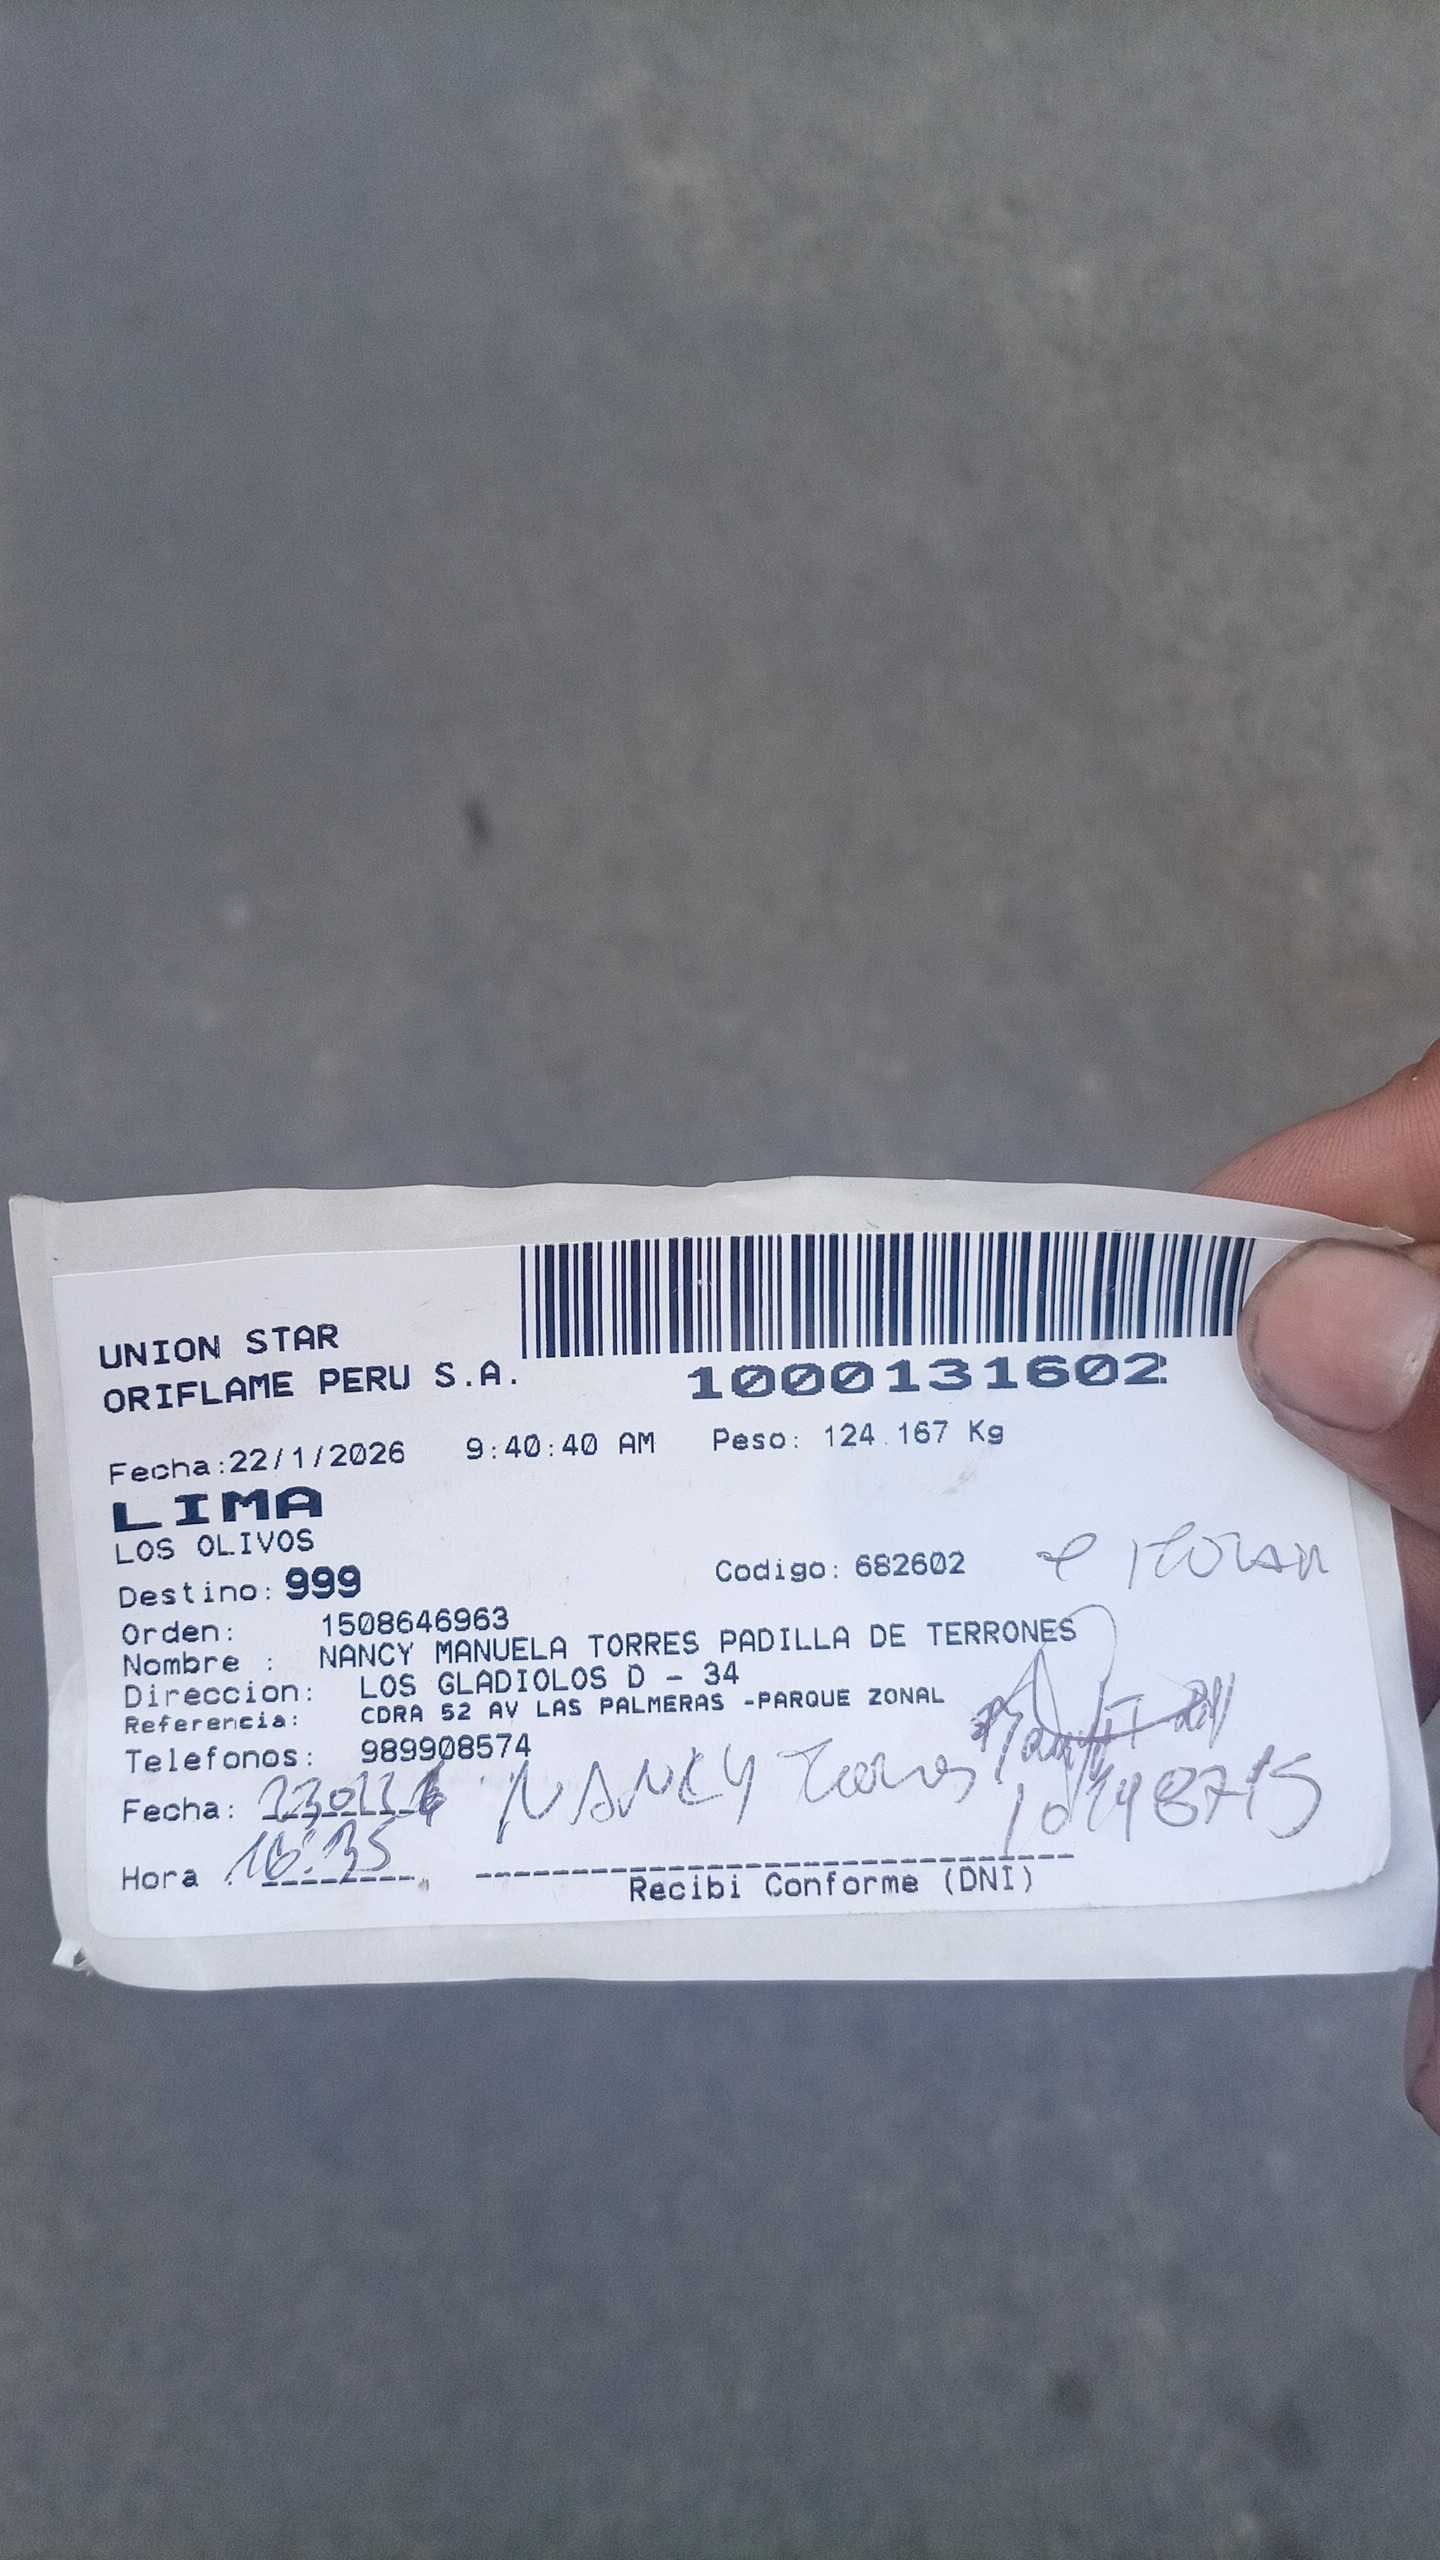 UNION STAR
ORIFLAME PERU S.A.
1000131602
Fecha:22/1/2026 9:40:40 AM Peso: 124.167 Kg
LIMA
LOS OLIVOS
Destino: 999 Codigo: 682602
Orden: 1508646963
Nombre : NANCY MANUELA TORRES PADILLA DE TERRONES
Direccion: LOS GLADIOLOS D - 34
Referencia: CDRA 52 AV LAS PALMERAS -PARQUE ZONAL
Telefonos: 989908574
Fecha: NANCY Torres
Hora :
Recibi Conforme (DNI)